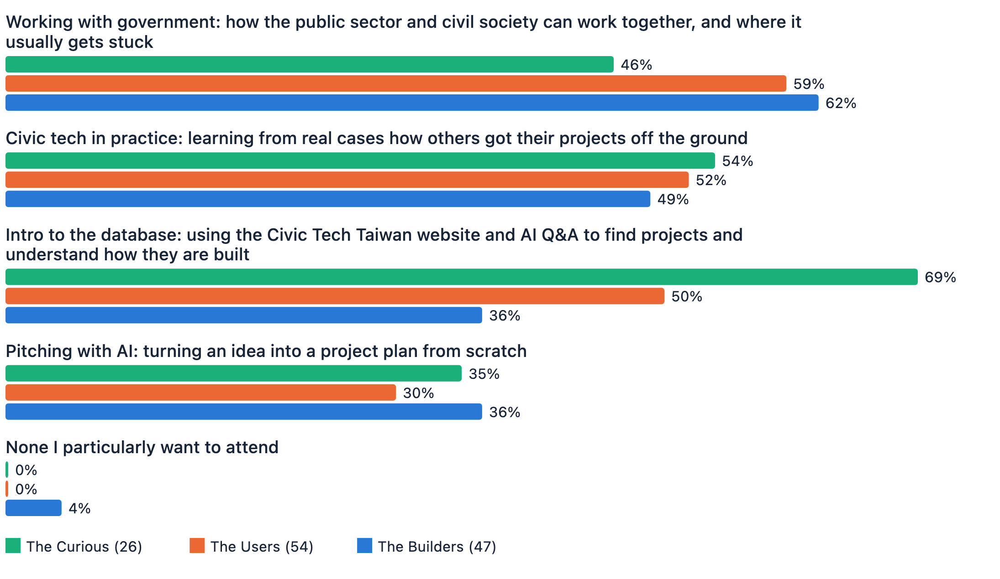 Working with government: how the public sector and civil society can work together, and where it
usually gets stuck
46%
59%
62%
Civic tech in practice: learning from real cases how others got their projects off the ground
54%
52%
49%
Intro to the database: using the Civic Tech Taiwan website and AI Q&A to find projects and
understand how they are built
69%
50%
36%
Pitching with AI: turning an idea into a project plan from scratch
35%
30%
36%
None I particularly want to attend
0%
0%
4%
The Curious (26) The Users (54) The Builders (47)